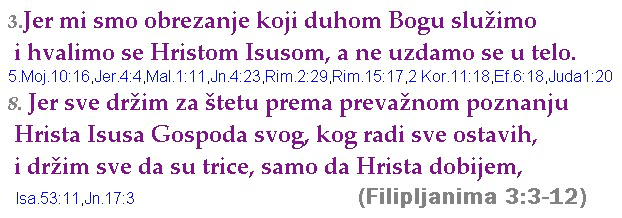 3.Jer mi smo obrezanje koji duhom Bogu služimo
i hvalimo se Hristom Isusom, a ne uzdamo se u telo.
5.Moj.10:16,Jer.4:4,Mal.1:11,Jn.4:23,Rim.2:29,Rim.15:17,2 Kor.11:18,Ef.6:18,Juda1:20
8. Jer sve držim za štetu prema prevažnom poznanju
Hrista Isusa Gospoda svog, kog radi sve ostavih,
i držim sve da su trice, samo da Hrista dobijem,
Isa.53:11,Jn.17:3 (Filipljanima 3:3-12)